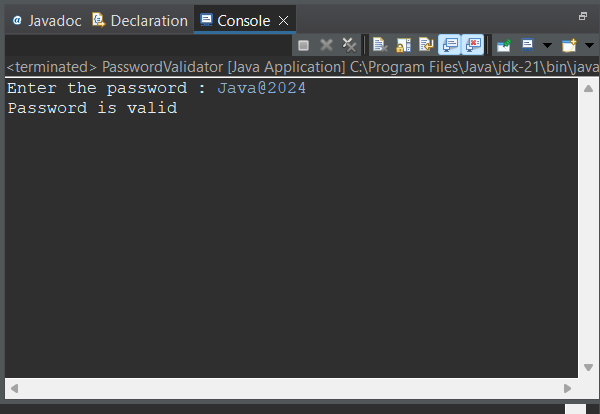 @ Javadoc Declaration Console
<terminated> PasswordValidator [Java Application] C:\Program Files\Java\jdk-21\bin\java
Enter the password : Java@2024
Password is valid